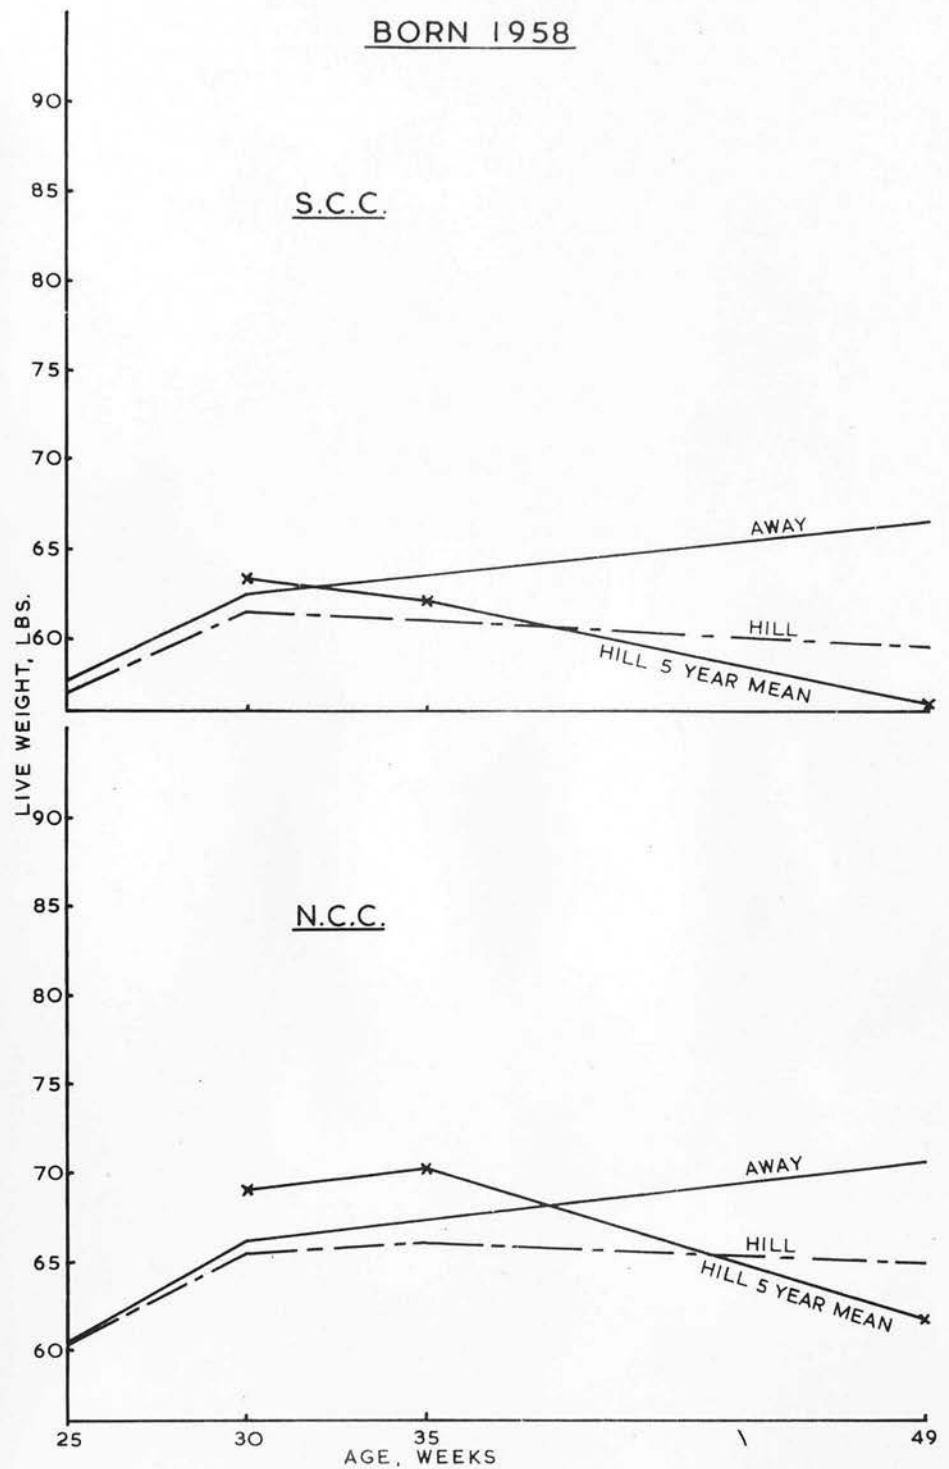 BORN 1958
S.C.C.
90
85
80
75
70
65
60
AWAY
HILL
HILL 5 YEAR MEAN
LIVE WEIGHT, LBS.
N.C.C.
90
85
80
75
70
65
60
AWAY
HILL
HILL 5 YEAR MEAN
25 30 35 49
AGE, WEEKS